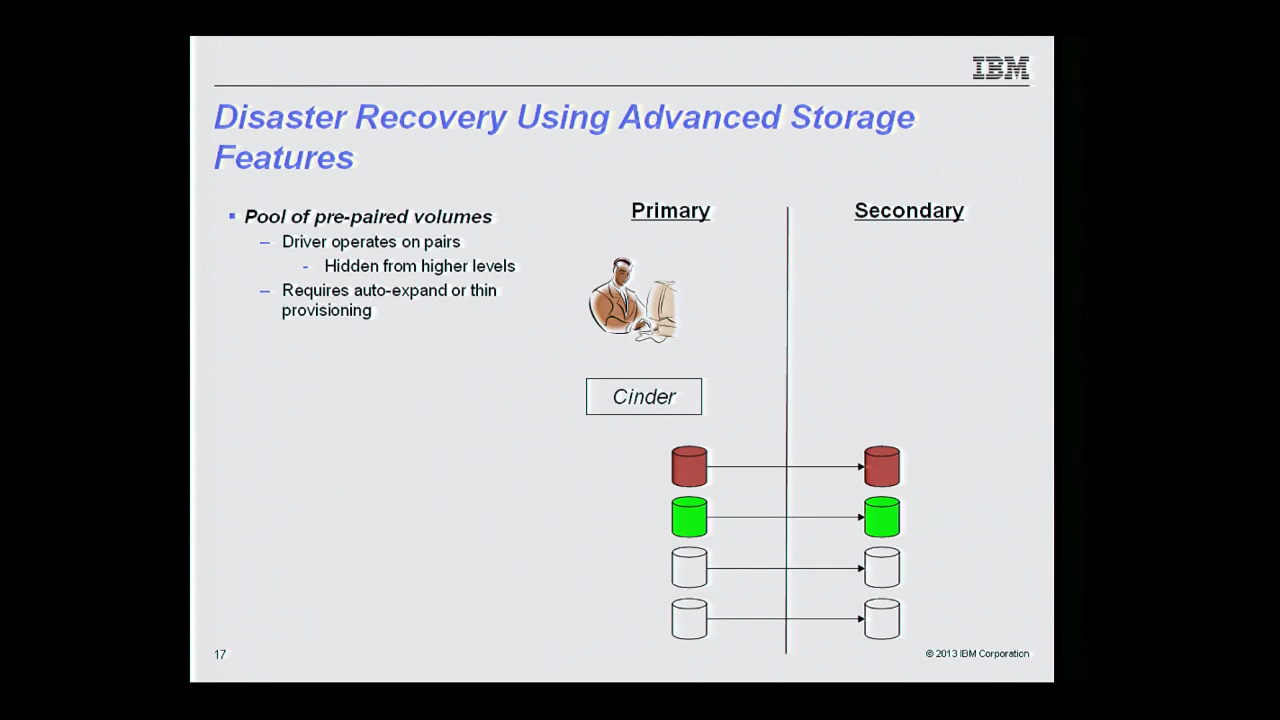 IBM
Disaster Recovery Using Advanced Storage
Features
▪ Pool of pre-paired volumes
– Driver operates on pairs
- Hidden from higher levels
– Requires auto-expand or thin
provisioning
Primary
Secondary
Cinder
17
© 2013 IBM Corporation